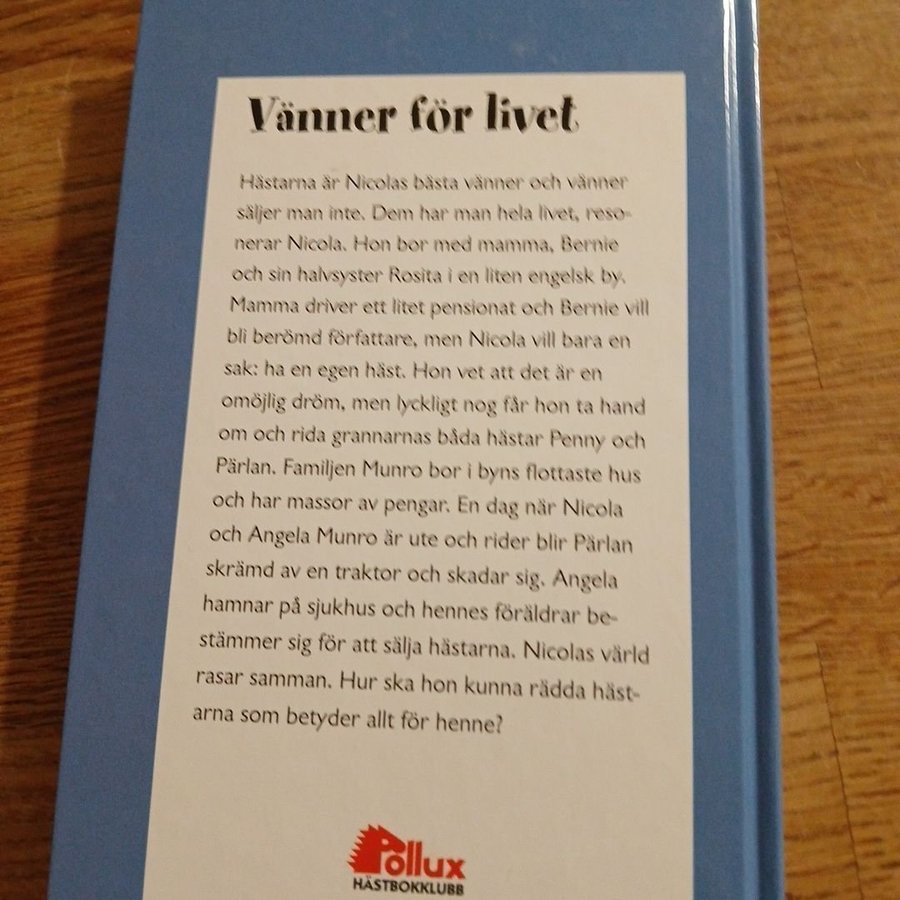 Vänner för livet
Hästarna är Nicolas bästa vänner och vänner
säljer man inte. Dem har man hela livet, reso-
nerar Nicola. Hon bor med mamma, Bernie
och sin halvsyster Rosita i en liten engelsk by.
Mamma driver ett litet pensionat och Bernie vill
bli berömd författare, men Nicola vill bara en
sak: ha en egen häst. Hon vet att det är en
omöjlig dröm, men lyckligt nog får hon ta hand
om och rida grannarnas båda hästar Penny och
Pärlan. Familjen Munro bor i byns flottaste hus
och har massor av pengar. En dag när Nicola
och Angela Munro är ute och rider blir Pärlan
skrämd av en traktor och skadar sig. Angela
hamnar på sjukhus och hennes föräldrar be-
stämmer sig för att sälja hästarna. Nicolas värld
rasar samman. Hur ska hon kunna rädda häst-
arna som betyder allt för henne?
Pollux
HÄSTBOKKLUBB